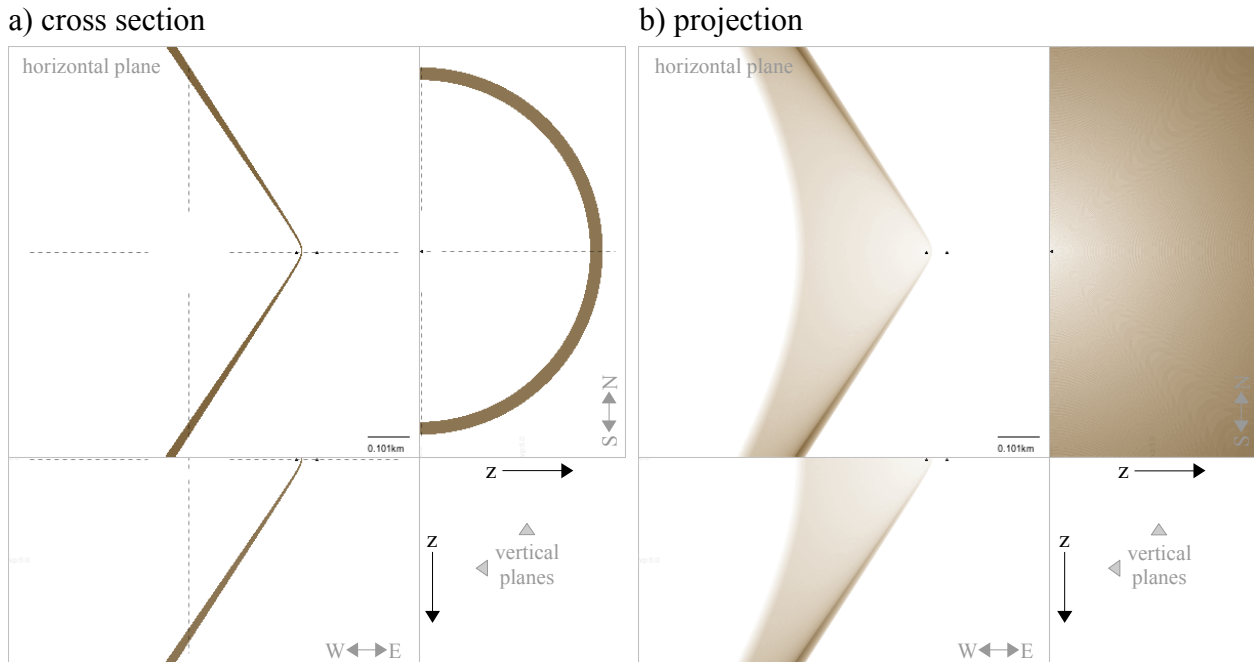 a) cross section
b) projection
horizontal plane
horizontal plane
0.101km
0.101km
S N
S N
z
z
z
z
vertical
planes
vertical
planes
W E
W E